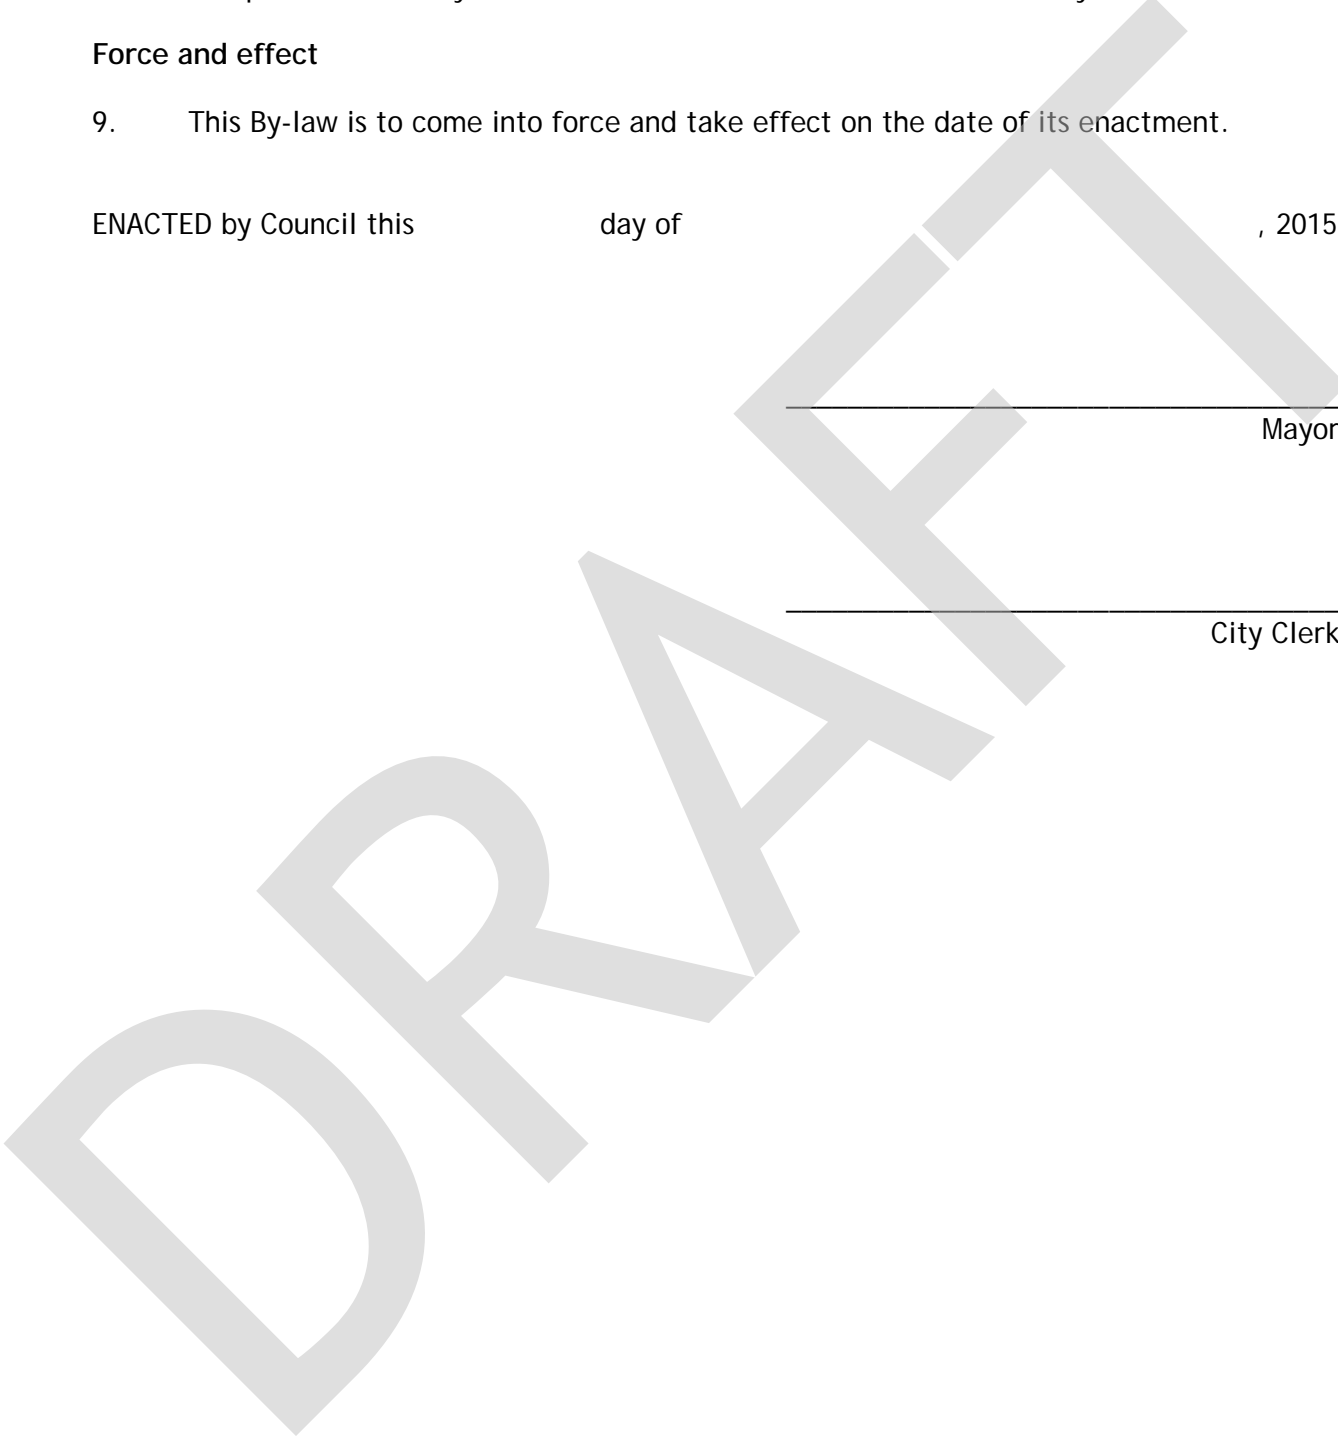 Force and effect
9. This By-law is to come into force and take effect on the date of its enactment.
ENACTED by Council this day of , 2015
Mayor
City Clerk
DRAFT